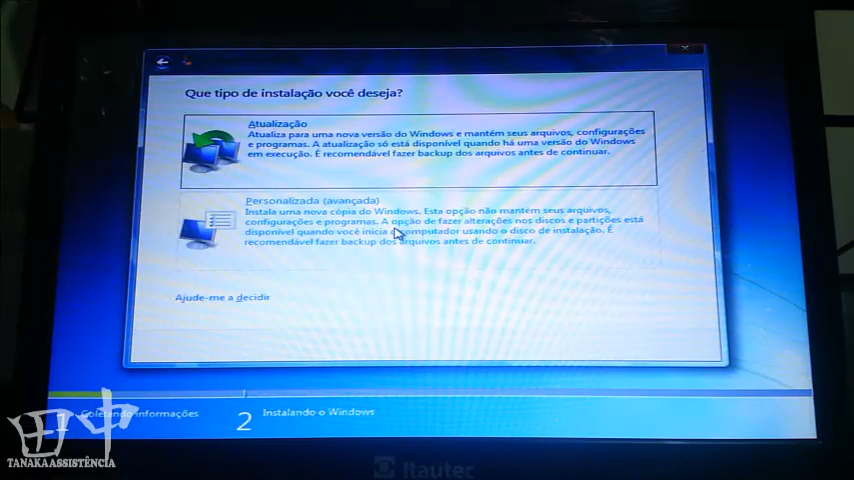 Que tipo de instalação você deseja?
Atualização
Atualiza para uma nova versão do Windows e mantém seus arquivos, configurações
e programas. A atualização só está disponível quando há uma versão do Windows
em execução. É recomendável fazer backup dos arquivos antes de continuar.
Personalizada (avançada)
Instala uma nova cópia do Windows. Esta opção não mantém seus arquivos,
configurações e programas. A opção de fazer alterações nos discos e partições está
disponível quando você inicia o computador usando o disco de instalação. É
recomendável fazer backup dos arquivos antes de continuar.
Ajude-me a decidir
1 Coletando informações
2 Instalando o Windows
田中
TANAKA ASSISTÊNCIA
Itautec